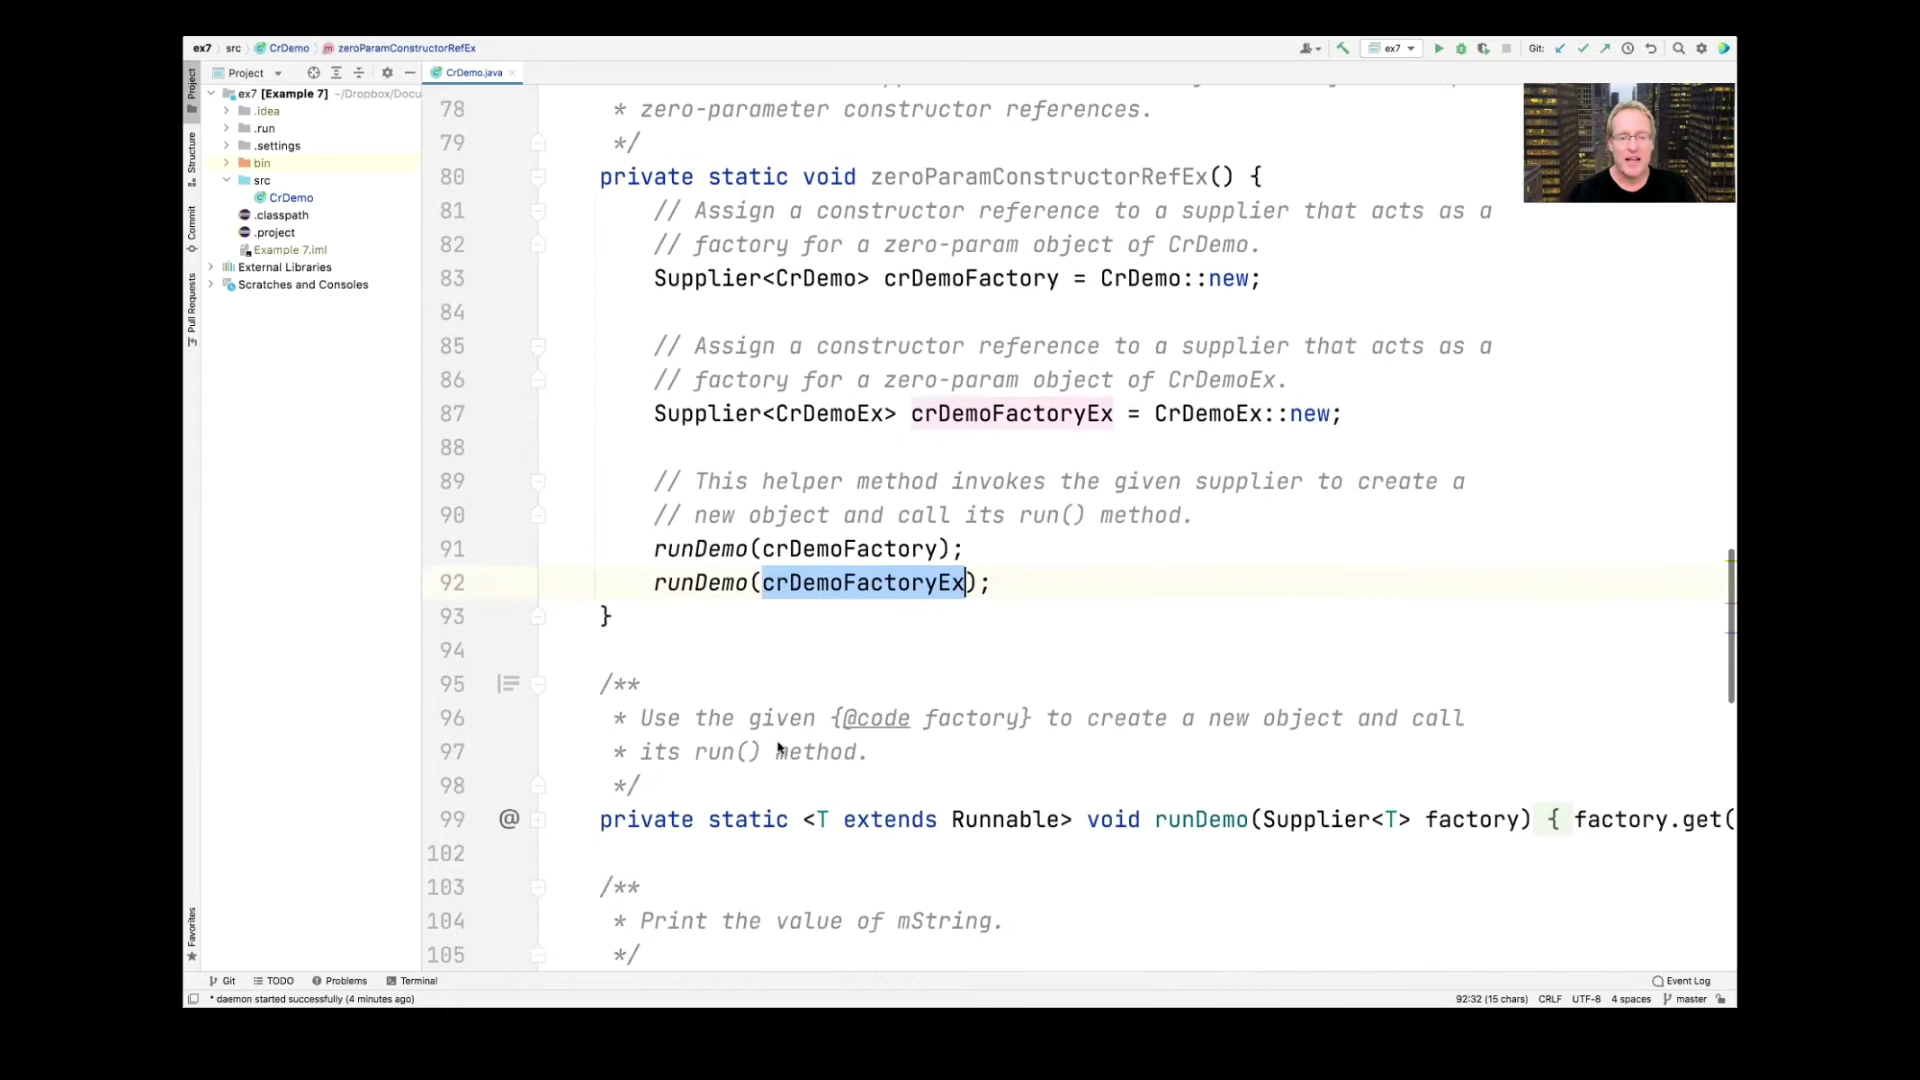 ex7 src CrDemo zeroParamConstructorRefEx
ex7 Git:
Project CrDemo.java
Project
Structure
Commit
Pull Requests
Favorites
ex7 [Example 7] ~/Dropbox/Docu
.idea
.run
.settings
bin
src
CrDemo
.classpath
.project
Example 7.iml
External Libraries
Scratches and Consoles
78 * zero-parameter constructor references.
79 */
80 private static void zeroParamConstructorRefEx() {
81 // Assign a constructor reference to a supplier that acts as a
82 // factory for a zero-param object of CrDemo.
83 Supplier<CrDemo> crDemoFactory = CrDemo::new;
84
85 // Assign a constructor reference to a supplier that acts as a
86 // factory for a zero-param object of CrDemoEx.
87 Supplier<CrDemoEx> crDemoFactoryEx = CrDemoEx::new;
88
89 // This helper method invokes the given supplier to create a
90 // new object and call its run() method.
91 runDemo(crDemoFactory);
92 runDemo(crDemoFactoryEx);
93 }
94
95 /**
96 * Use the given {@code factory} to create a new object and call
97 * its run() method.
98 */
99 @ private static <T extends Runnable> void runDemo(Supplier<T> factory) { factory.get(
102
103 /**
104 * Print the value of mString.
105 */
Git TODO Problems Terminal Event Log
* daemon started successfully (4 minutes ago) 92:32 (15 chars) CRLF UTF-8 4 spaces master